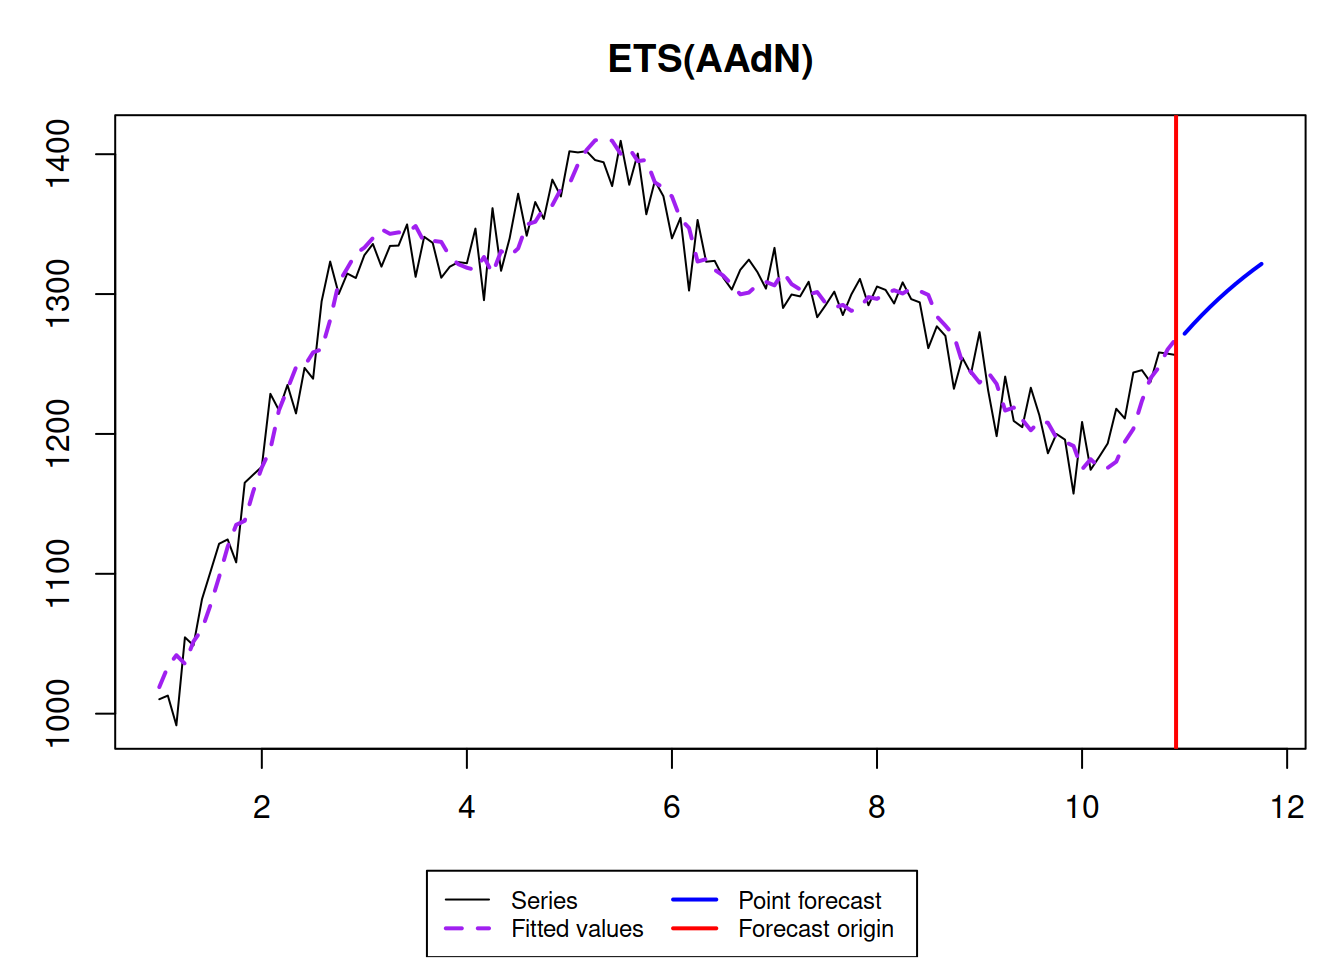 ETS(AAdN)
1400
1300
1200
1100
1000
2 4 6 8 10 12
Series Point forecast
Fitted values Forecast origin